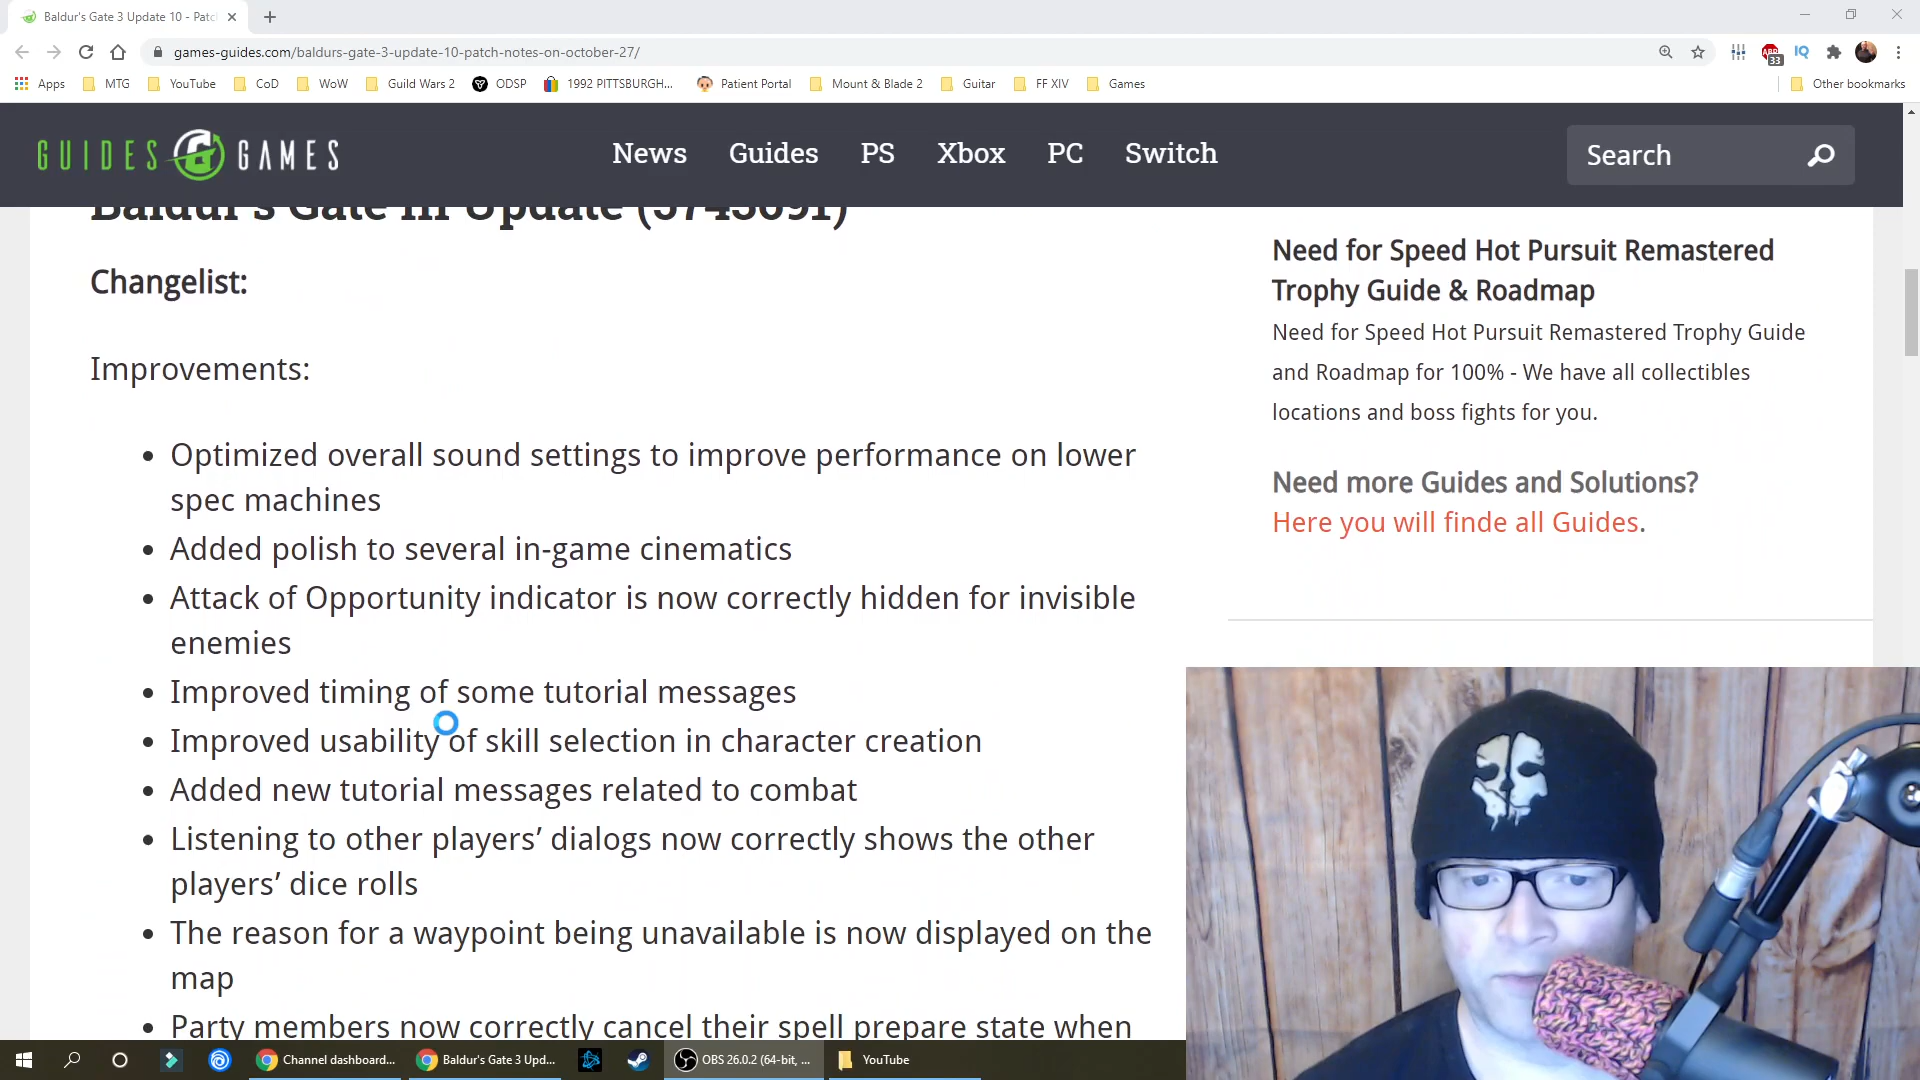 Baldur's Gate 3 Update 10 - Patc
games-guides.com/baldurs-gate-3-update-10-patch-notes-on-october-27/
ABP
33
IQ
Apps
MTG
YouTube
CoD
WoW
Guild Wars 2
ODSP
1992 PITTSBURGH...
Patient Portal
Mount & Blade 2
Guitar
FF XIV
Games
Other bookmarks
GUIDES GAMES
News
Guides
PS
Xbox
PC
Switch
Search
Baldur's Gate III Update (5745691)
Changelist:
Improvements:
• Optimized overall sound settings to improve performance on lower
spec machines
• Added polish to several in-game cinematics
• Attack of Opportunity indicator is now correctly hidden for invisible
enemies
• Improved timing of some tutorial messages
• Improved usability of skill selection in character creation
• Added new tutorial messages related to combat
• Listening to other players’ dialogs now correctly shows the other
players’ dice rolls
• The reason for a waypoint being unavailable is now displayed on the
map
• Party members now correctly cancel their spell prepare state when
Need for Speed Hot Pursuit Remastered
Trophy Guide & Roadmap
Need for Speed Hot Pursuit Remastered Trophy Guide
and Roadmap for 100% - We have all collectibles
locations and boss fights for you.
Need more Guides and Solutions?
Here you will finde all Guides.
Channel dashboard...
Baldur's Gate 3 Upd...
OBS 26.0.2 (64-bit, ...
YouTube